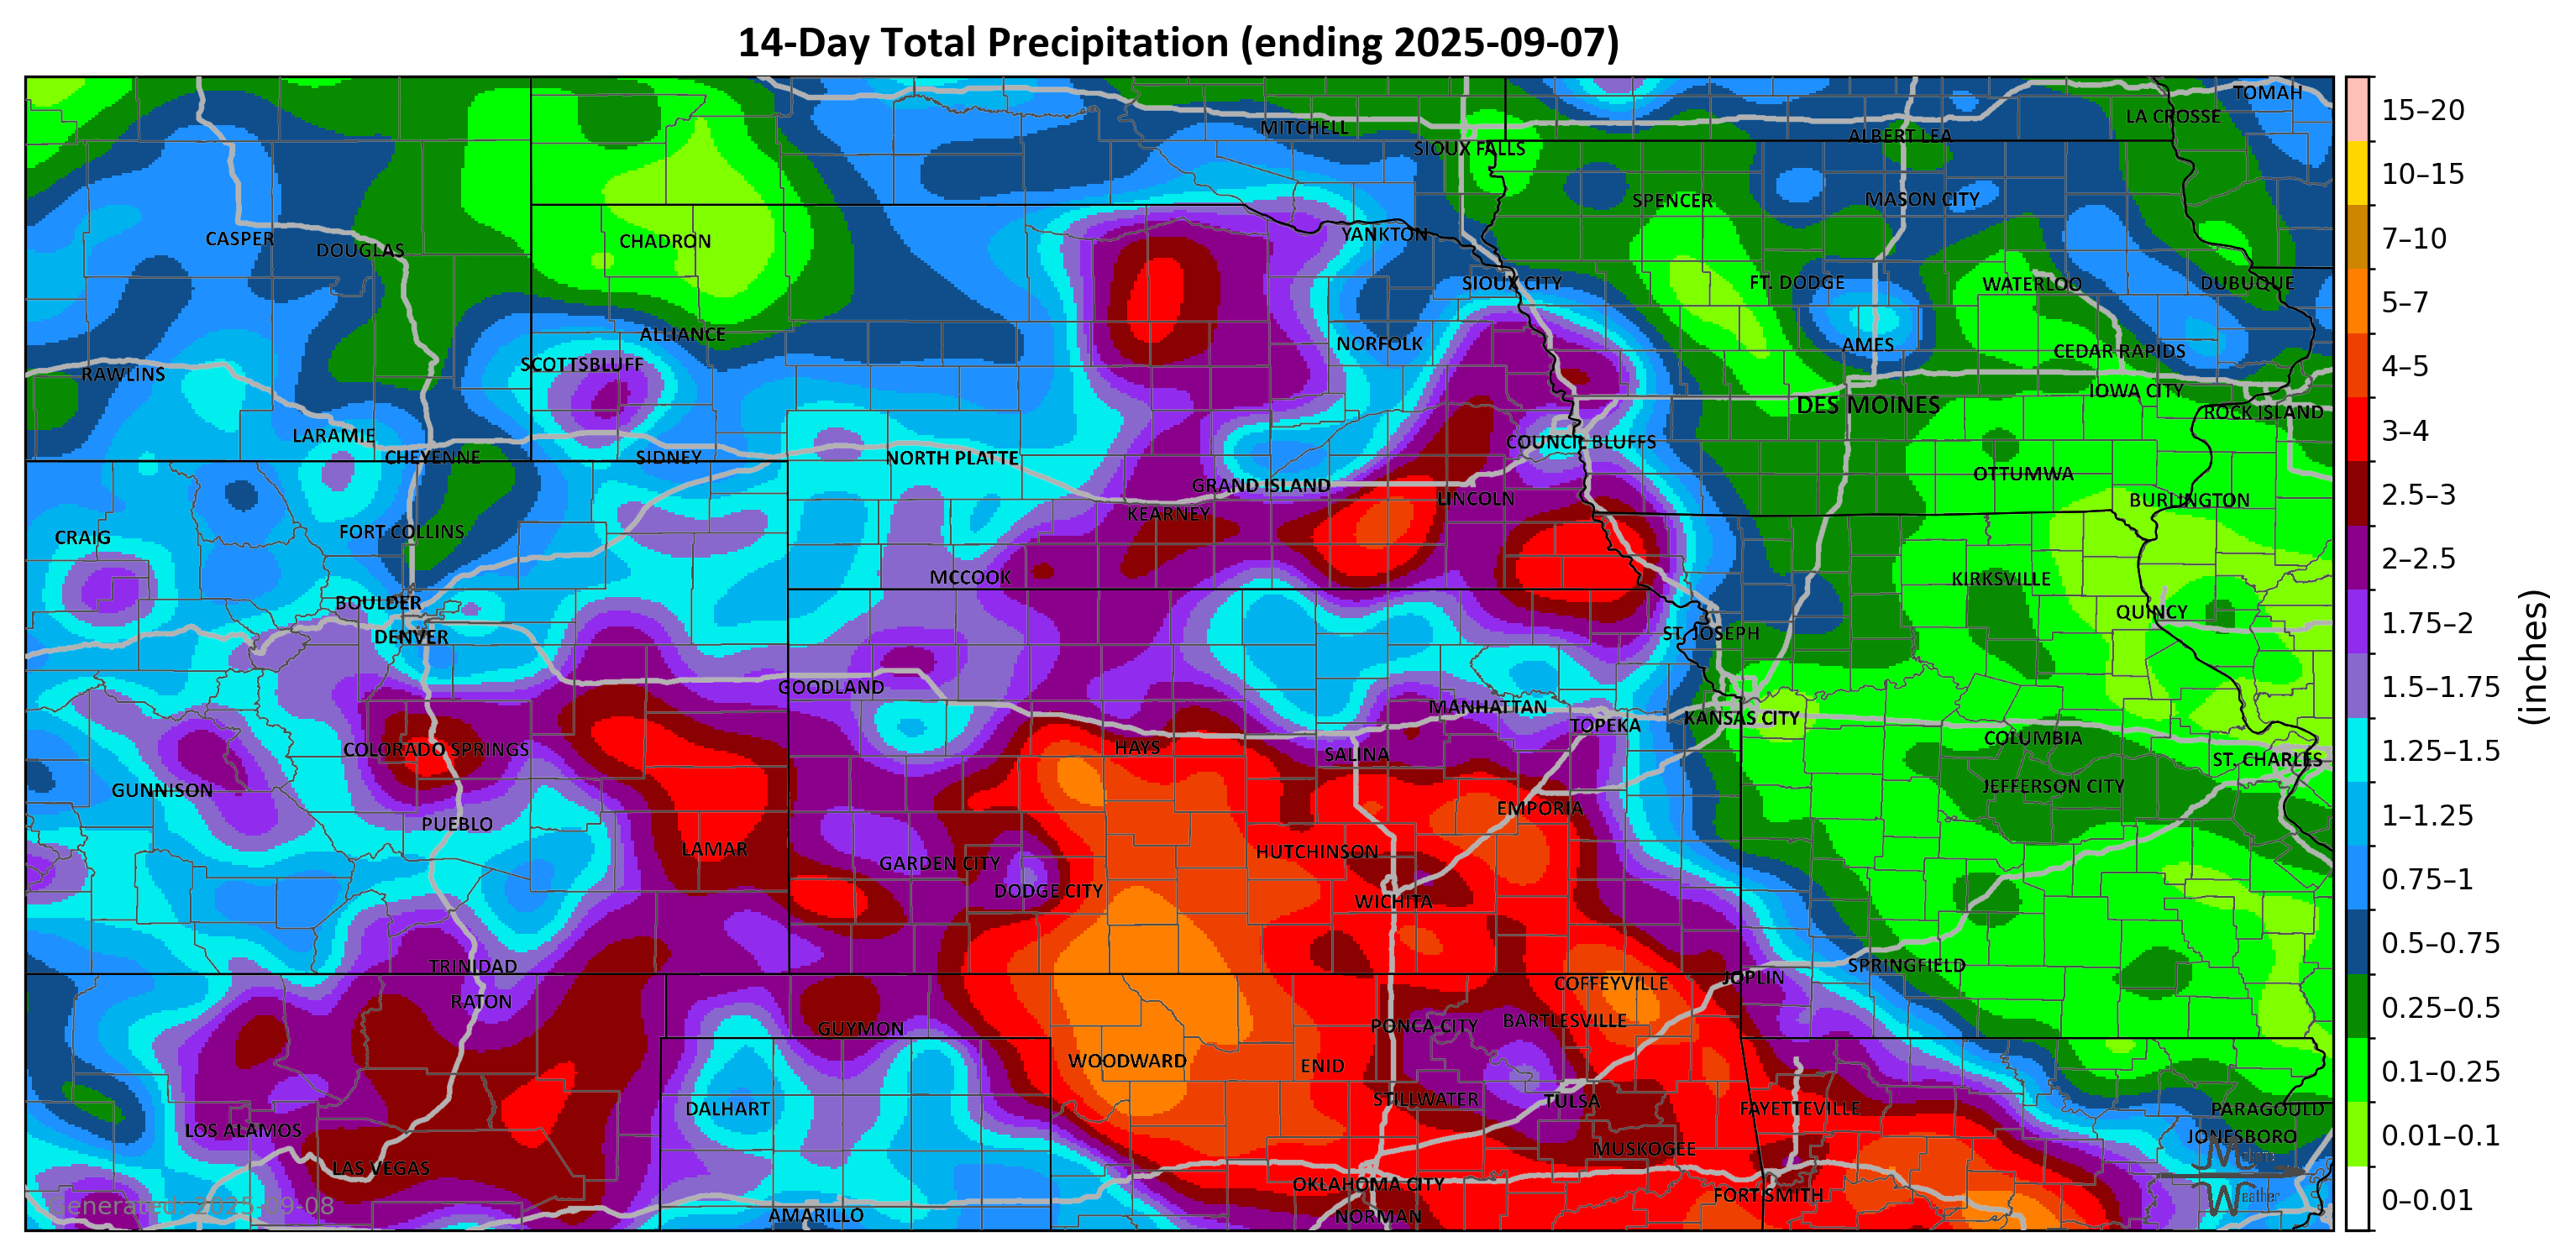 14-Day Total Precipitation (ending 2025-09-07)
TOMAH
LA CROSSE
MITCHELL
ALBERT LEA
SIOUX FALLS
SPENCER
MASON CITY
CASPER
DOUGLAS
CHADRON
YANKTON
SIOUX CITY
FT. DODGE
WATERLOO
DUBUQUE
ALLIANCE
NORFOLK
AMES
CEDAR RAPIDS
SCOTTSBLUFF
RAWLINS
IOWA CITY
DES MOINES
ROCK ISLAND
LARAMIE
COUNCIL BLUFFS
CHEYENNE
SIDNEY
NORTH PLATTE
OTTUMWA
GRAND ISLAND
LINCOLN
BURLINGTON
KEARNEY
FORT COLLINS
CRAIG
MCCOOK
KIRKSVILLE
BOULDER
QUINCY
DENVER
ST. JOSEPH
GOODLAND
MANHATTAN
KANSAS CITY
TOPEKA
COLUMBIA
COLORADO SPRINGS
HAYS
SALINA
ST. CHARLES
GUNNISON
JEFFERSON CITY
EMPORIA
PUEBLO
LAMAR
HUTCHINSON
GARDEN CITY
DODGE CITY
WICHITA
TRINIDAD
SPRINGFIELD
JOPLIN
COFFEYVILLE
RATON
GUYMON
PONCA CITY
BARTLESVILLE
WOODWARD
ENID
STILLWATER
TULSA
DALHART
FAYETTEVILLE
PARAGOULD
LOS ALAMOS
JONESBORO
MUSKOGEE
LAS VEGAS
OKLAHOMA CITY
FORT SMITH
AMARILLO
NORMAN
Generated: 2025-09-08
Weather
15–20
10–15
7–10
5–7
4–5
3–4
2.5–3
2–2.5
1.75–2
1.5–1.75
1.25–1.5
1–1.25
0.75–1
0.5–0.75
0.25–0.5
0.1–0.25
0.01–0.1
0–0.01
(inches)